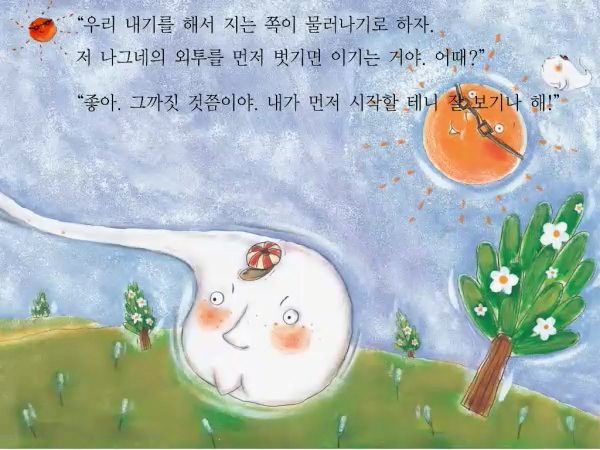 “우리 내기를 해서 지는 쪽이 물러나기로 하자.
저 나그네의 외투를 먼저 벗기면 이기는 거야. 어때?”
“좋아. 그까짓 것쯤이야. 내가 먼저 시작할 테니 잘 보기나 해!”